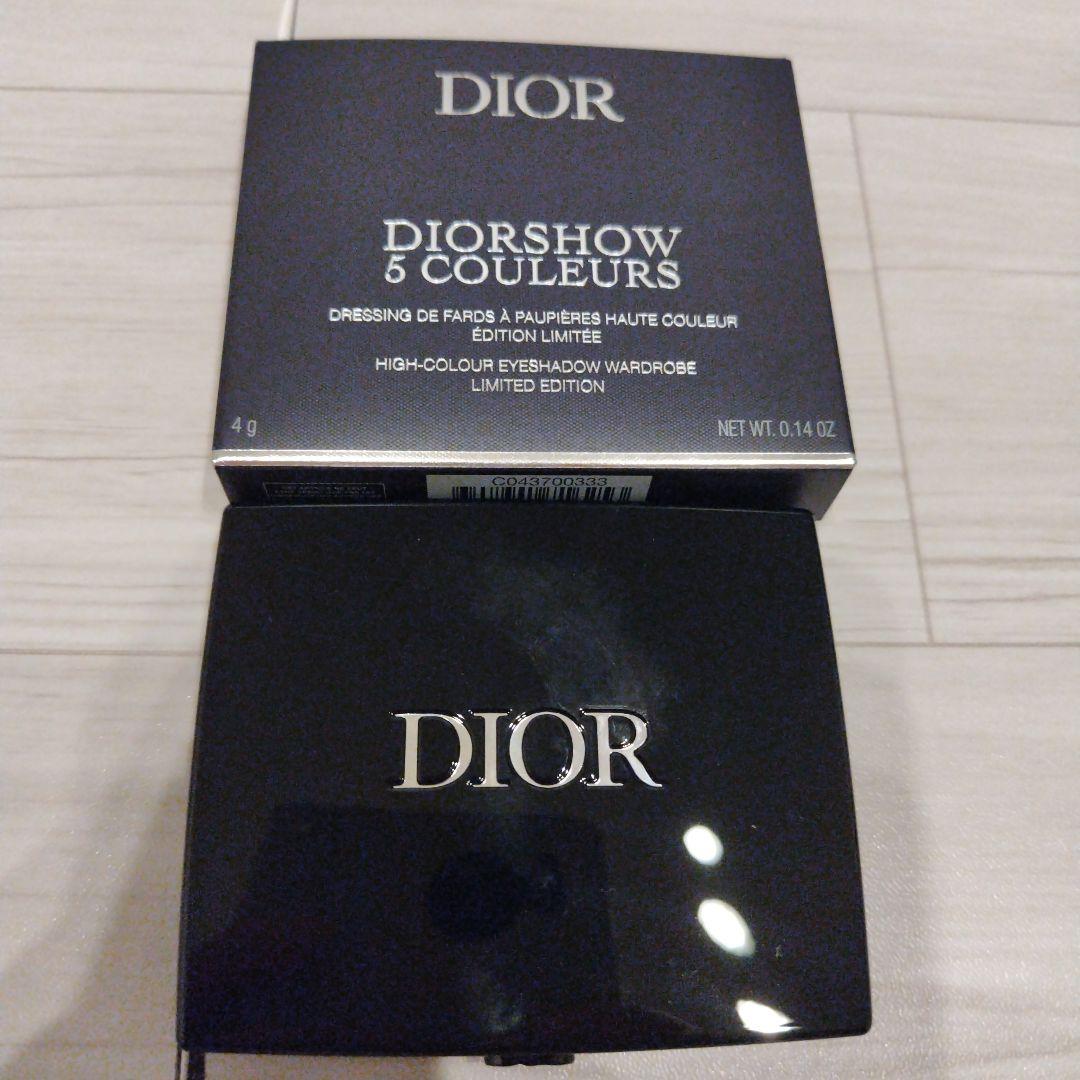 DIOR
DIORSHOW
5 COULEURS
DRESSING DE FARDS À PAUPIÈRES HAUTE COULEUR
ÉDITION LIMITÉE
HIGH-COLOUR EYESHADOW WARDROBE
LIMITED EDITION
4 g
NET WT. 0.14 OZ
C043700333
DIOR